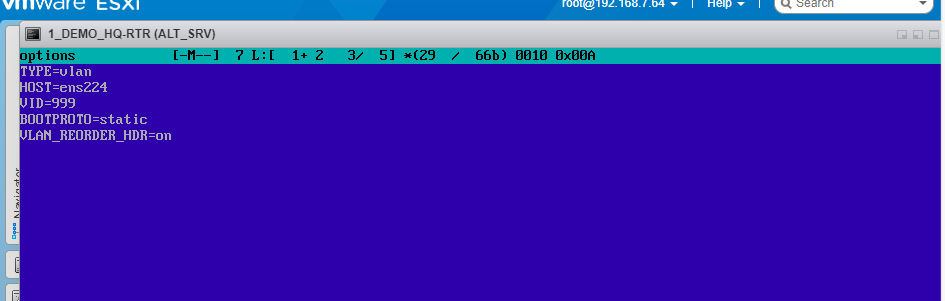 vmware ESXi root@192.168.7.64 | Help | Search
1_DEMO_HQ-RTR (ALT_SRV)
options [-M--] 7 L:[ 1+ 2 3/ 5] *(29 / 66b) 0010 0x00A
TYPE=vlan
HOST=ens224
VID=999
BOOTPROTO=static
VLAN_REORDER_HDR=on
Navigator